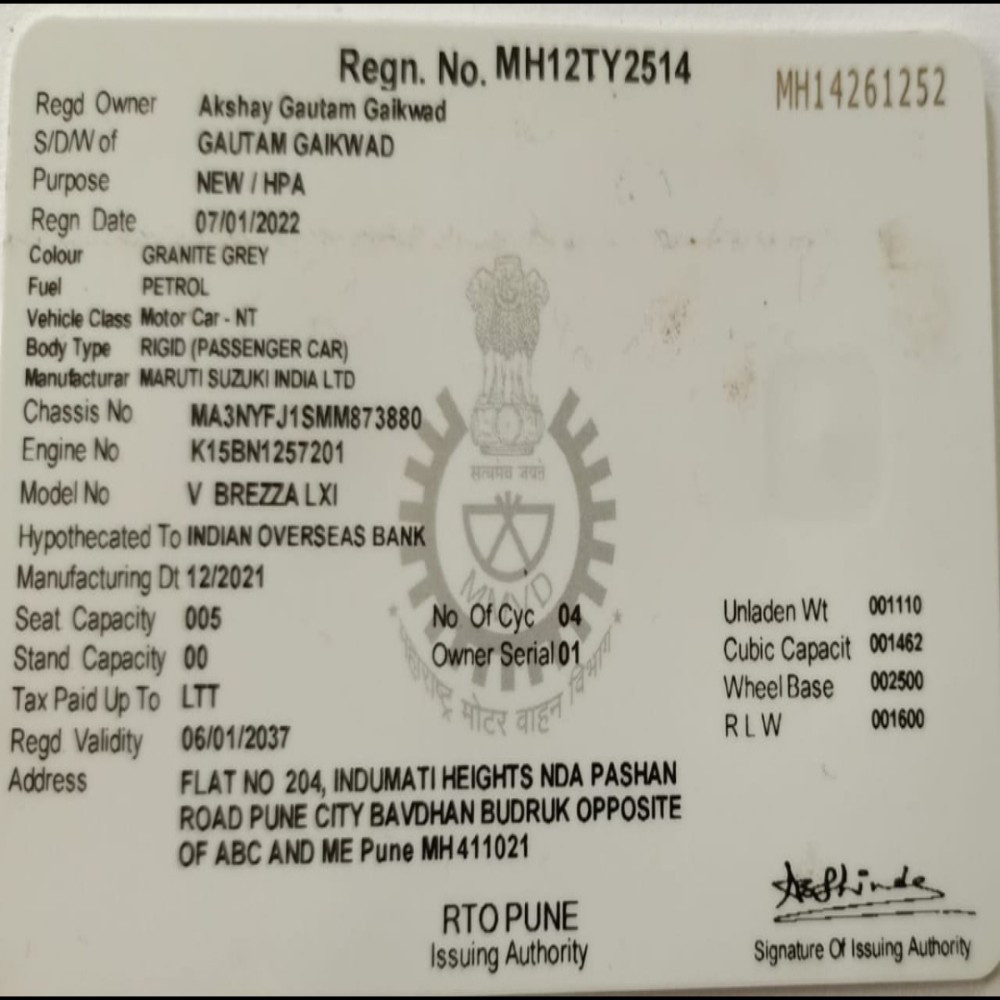 Regn. No. MH12TY2514
MH14261252
Regd Owner Akshay Gautam Gaikwad
S/D/W of GAUTAM GAIKWAD
Purpose NEW / HPA
Regn Date 07/01/2022
Colour GRANITE GREY
Fuel PETROL
Vehicle Class Motor Car - NT
Body Type RIGID (PASSENGER CAR)
Manufacturar MARUTI SUZUKI INDIA LTD
Chassis No MA3NYFJ1SMM873880
Engine No K15BN1257201
Model No V BREZZA LXI
Hypothecated To INDIAN OVERSEAS BANK
Manufacturing Dt 12/2021
Seat Capacity 005 No Of Cyc 04 Unladen Wt 001110
Stand Capacity 00 Owner Serial 01 Cubic Capacit 001462
Tax Paid Up To LTT Wheel Base 002500
Regd Validity 06/01/2037 R L W 001600
Address FLAT NO 204, INDUMATI HEIGHTS NDA PASHAN
ROAD PUNE CITY BAVDHAN BUDRUK OPPOSITE
OF ABC AND ME Pune MH 411021
सत्यमेव जयते
MMVD
महाराष्ट्र मोटर वाहन विभाग
RTO PUNE
Issuing Authority
Signature Of Issuing Authority